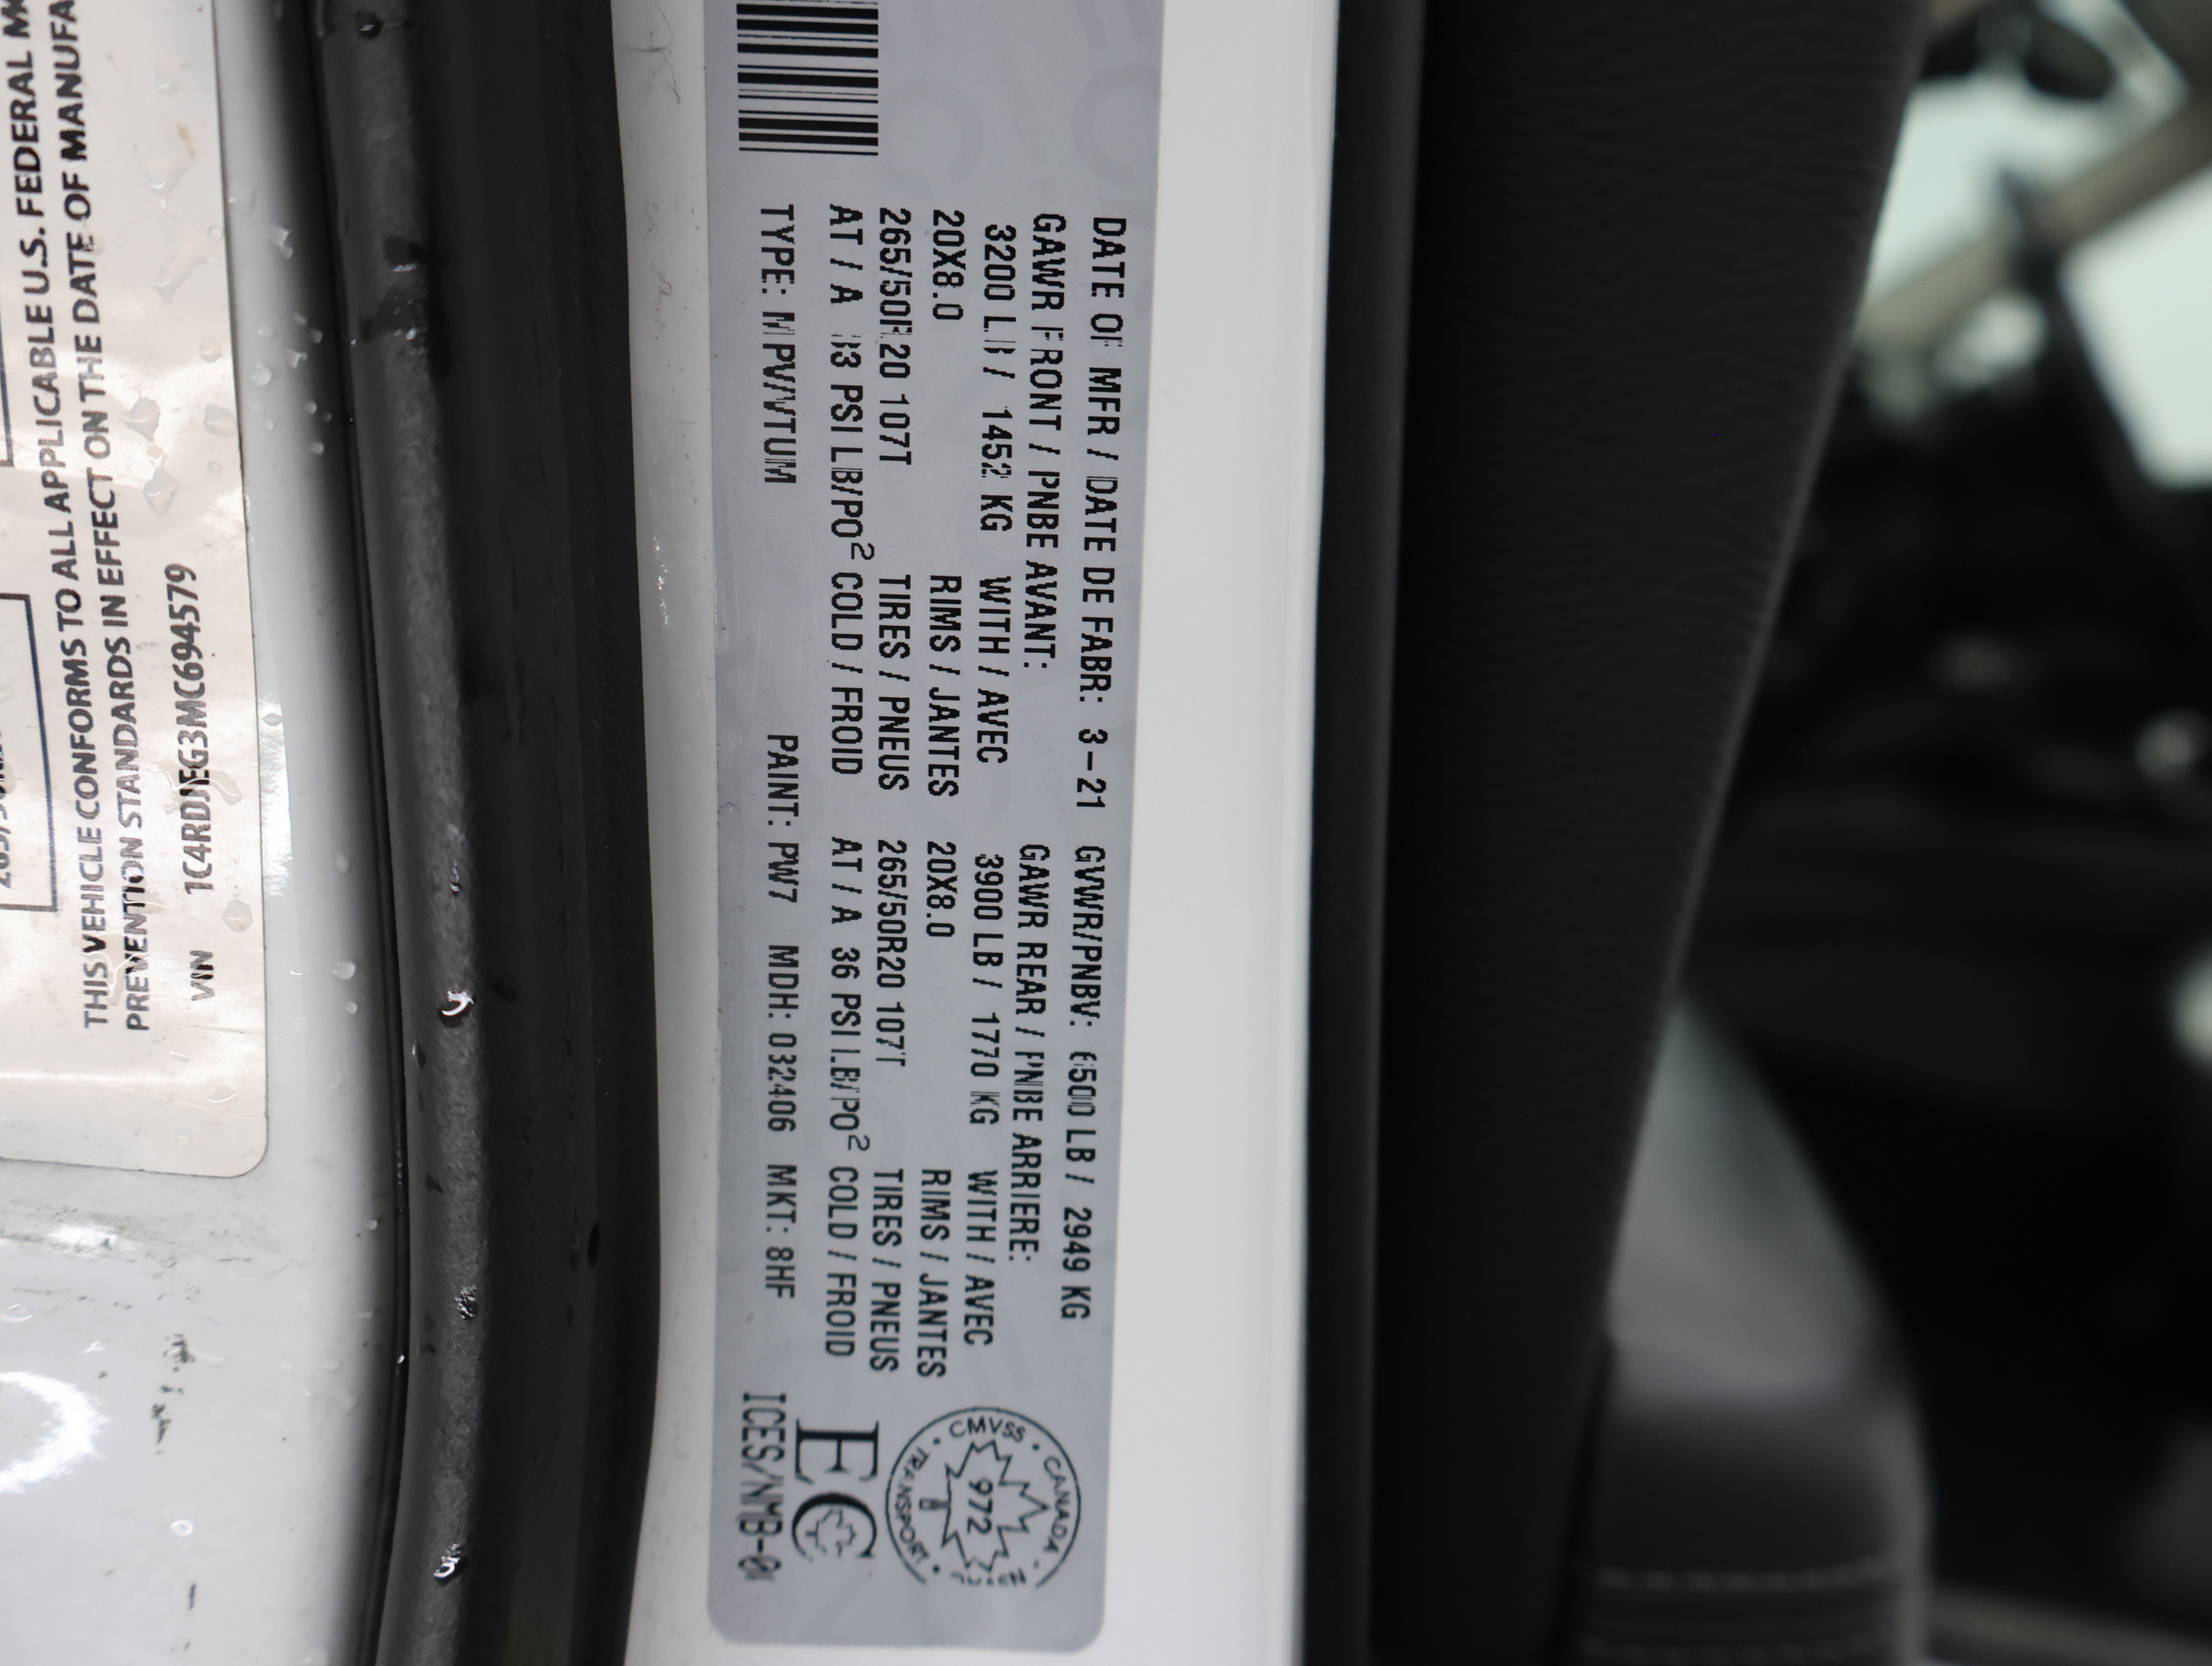 THIS VEHICLE CONFORMS TO ALL APPLICABLE U.S. FEDERAL
PREVENTION STANDARDS IN EFFECT ON THE DATE OF
VIN 1C4RDJEG3MC694579
DATE OF MFR / DATE DE FABR: 3-21 GVWR/PNBV: 6500 LB / 2949 KG
GAWR FRONT / PNBE AVANT: GAWR REAR / PNBE ARRIERE:
3200 LB / 1452 KG WITH / AVEC 3900 LB / 1770 KG WITH / AVEC
20X8.0 RIMS / JANTES 20X8.0 RIMS / JANTES
265/50R20 107T TIRES / PNEUS 265/50R20 107T TIRES / PNEUS
AT / A 33 PSI LB/PO² COLD / FROID AT / A 36 PSI LB/PO² COLD / FROID
TYPE: MPV/VTUM PAINT: PW7 MDH: 032406 MKT: 8HF
CMVSS • CANADA •
972
TRANSPORT •
EC